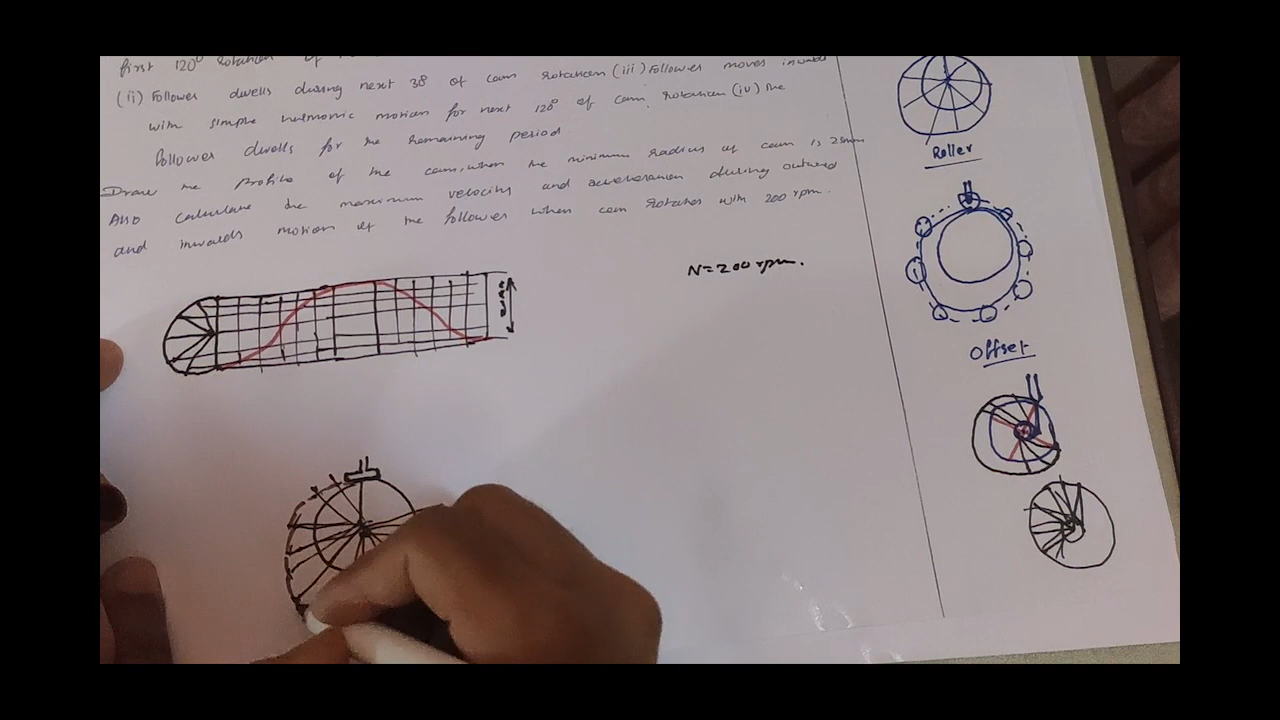 first 120° Rotation of
(ii) Follower dwells during next 30 of cam rotation (iii) Follower moves inwards
with simple harmonic motion for next 120° of cam rotation (iv) The
follower dwells for the remaining period
Draw the profile of the cam, when the minimum radius of cam is 25mm
Also calculate the maximum velocity and acceleration during outward
and inwards motion of the follower when cam rotates with 200 rpm.
N=200 rpm.
Roller
Offset